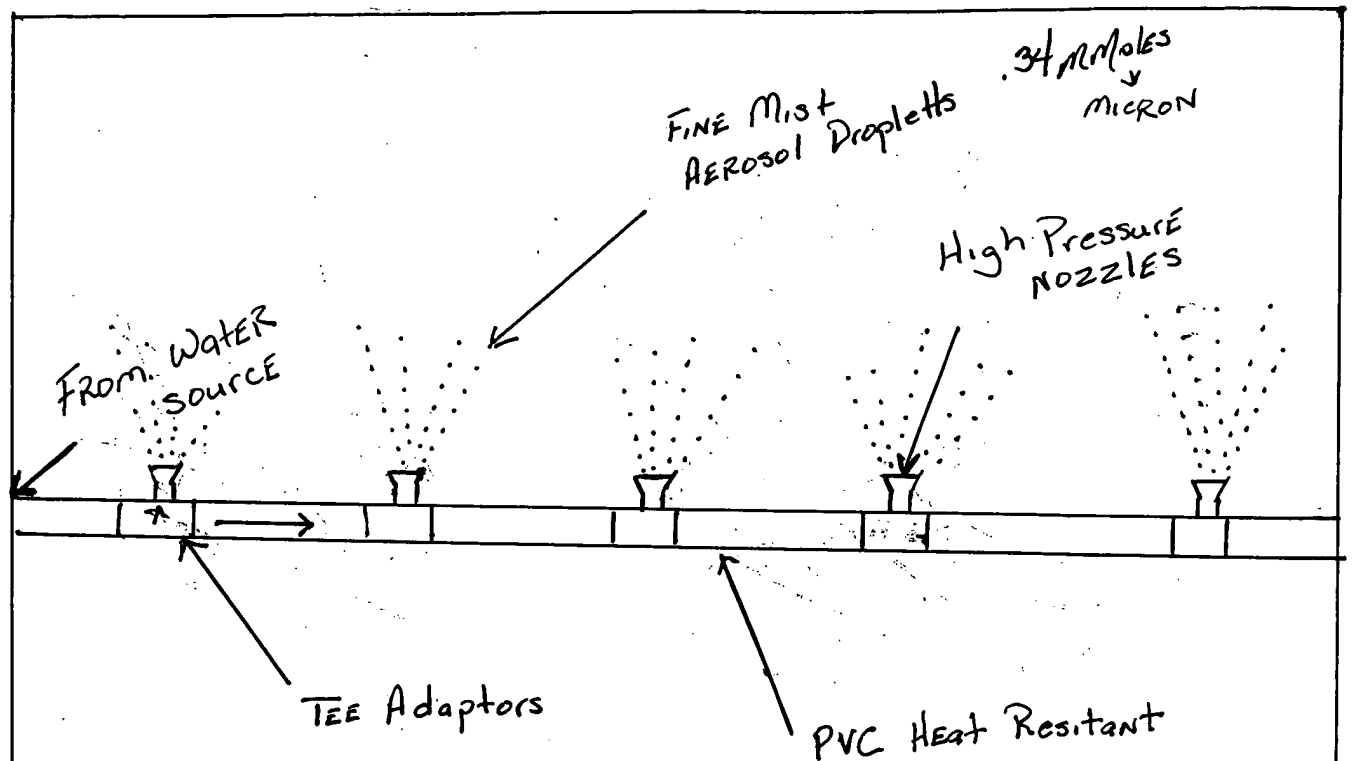 .34 MMoles
MICRON
FINE Mist
AEROSOl Dropletts
High Pressure
NOZZLES
FROM WatER
SOURCE
TEE Adaptors
PVC HEat Resitant